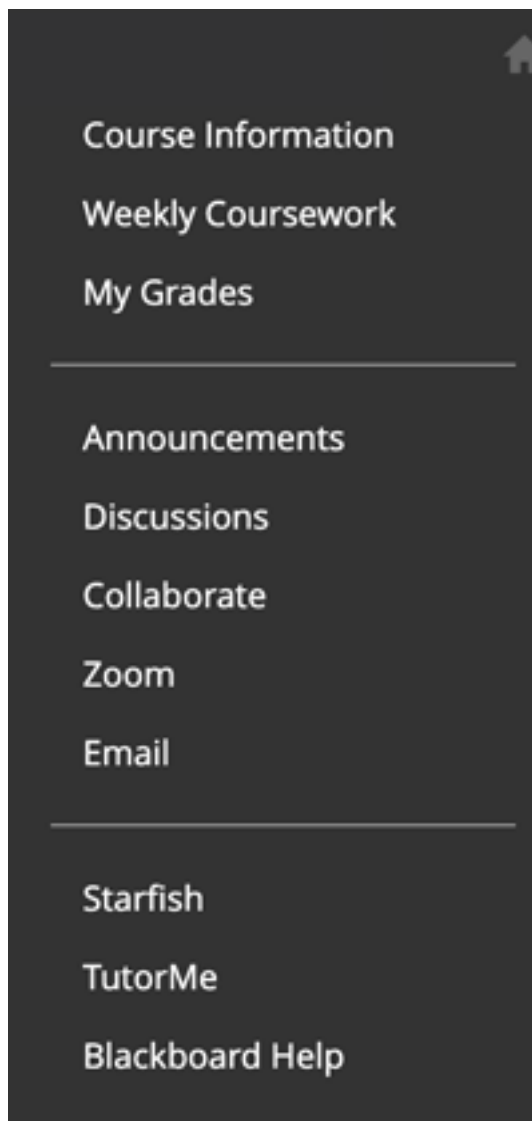 Course Information
Weekly Coursework
My Grades
Announcements
Discussions
Collaborate
Zoom
Email
Starfish
TutorMe
Blackboard Help